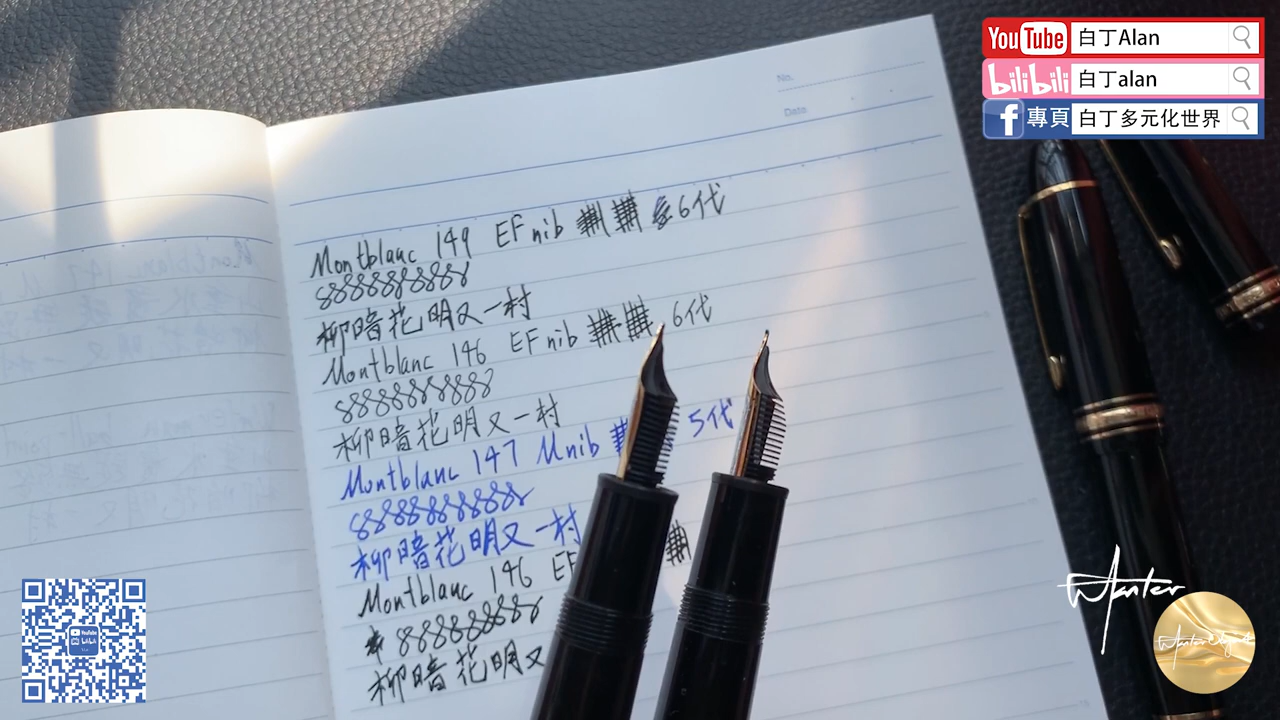 YouTube 白丁Alan
bilibili 白丁alan
f 專頁 白丁多元化世界
No.
Date
Montblanc 149 EF nib 6代
8888888888
柳暗花明又一村
Montblanc 146 EF nib 6代
8888888888
柳暗花明又一村
Montblanc 147 M nib 5代
8888888888
柳暗花明又一村
Montblanc 146 EF
88888888
柳暗花明又